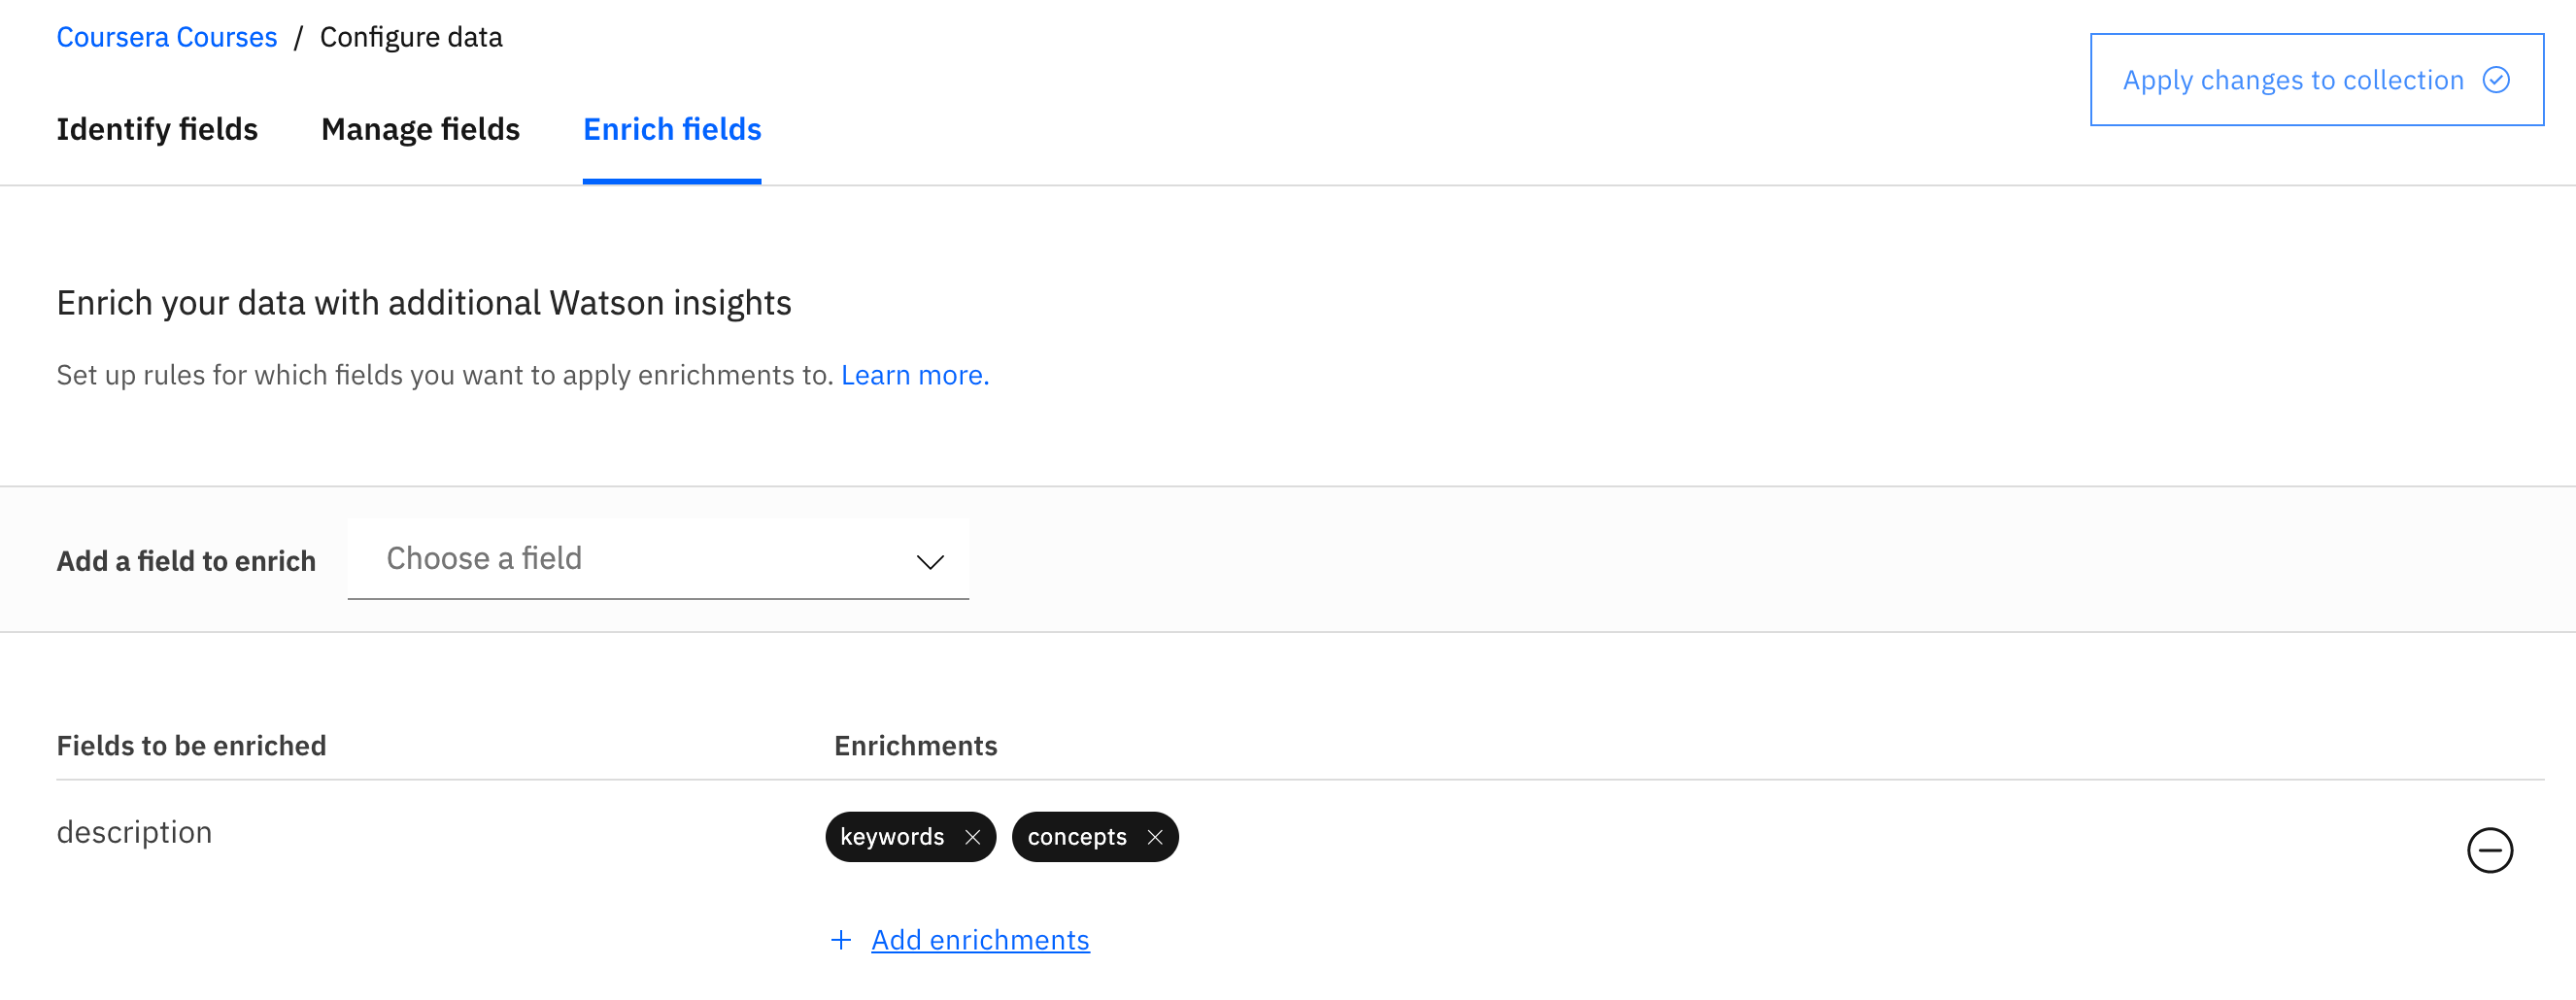 Coursera Courses / Configure data
Apply changes to collection
Identify fields Manage fields Enrich fields
Enrich your data with additional Watson insights
Set up rules for which fields you want to apply enrichments to. Learn more.
Add a field to enrich Choose a field
Fields to be enriched Enrichments
description keywords concepts
+ Add enrichments